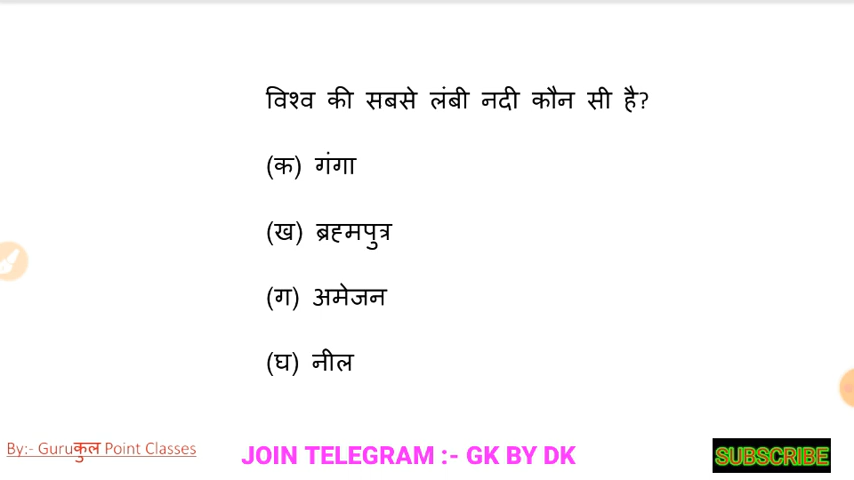 विश्व की सबसे लंबी नदी कौन सी है?
(क) गंगा
(ख) ब्रह्मपुत्र
(ग) अमेजन
(घ) नील
By:- Guruकुल Point Classes
JOIN TELEGRAM :- GK BY DK
SUBSCRIBE